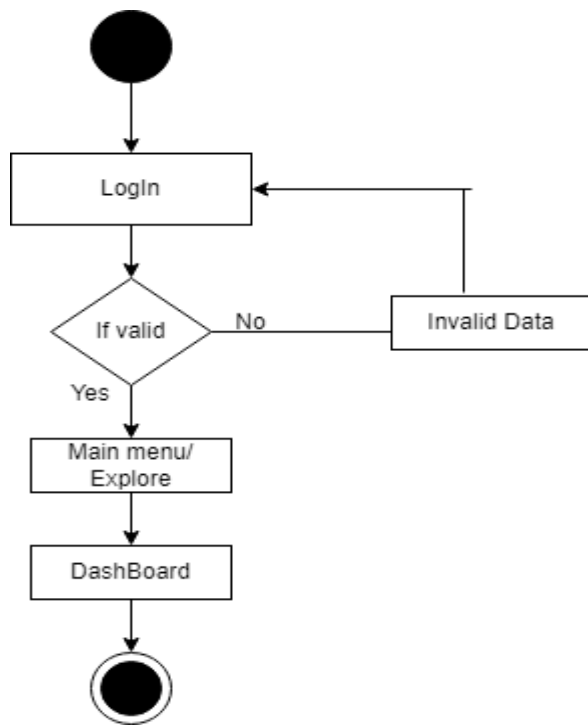 LogIn
If valid
No
Invalid Data
Yes
Main menu/
Explore
DashBoard